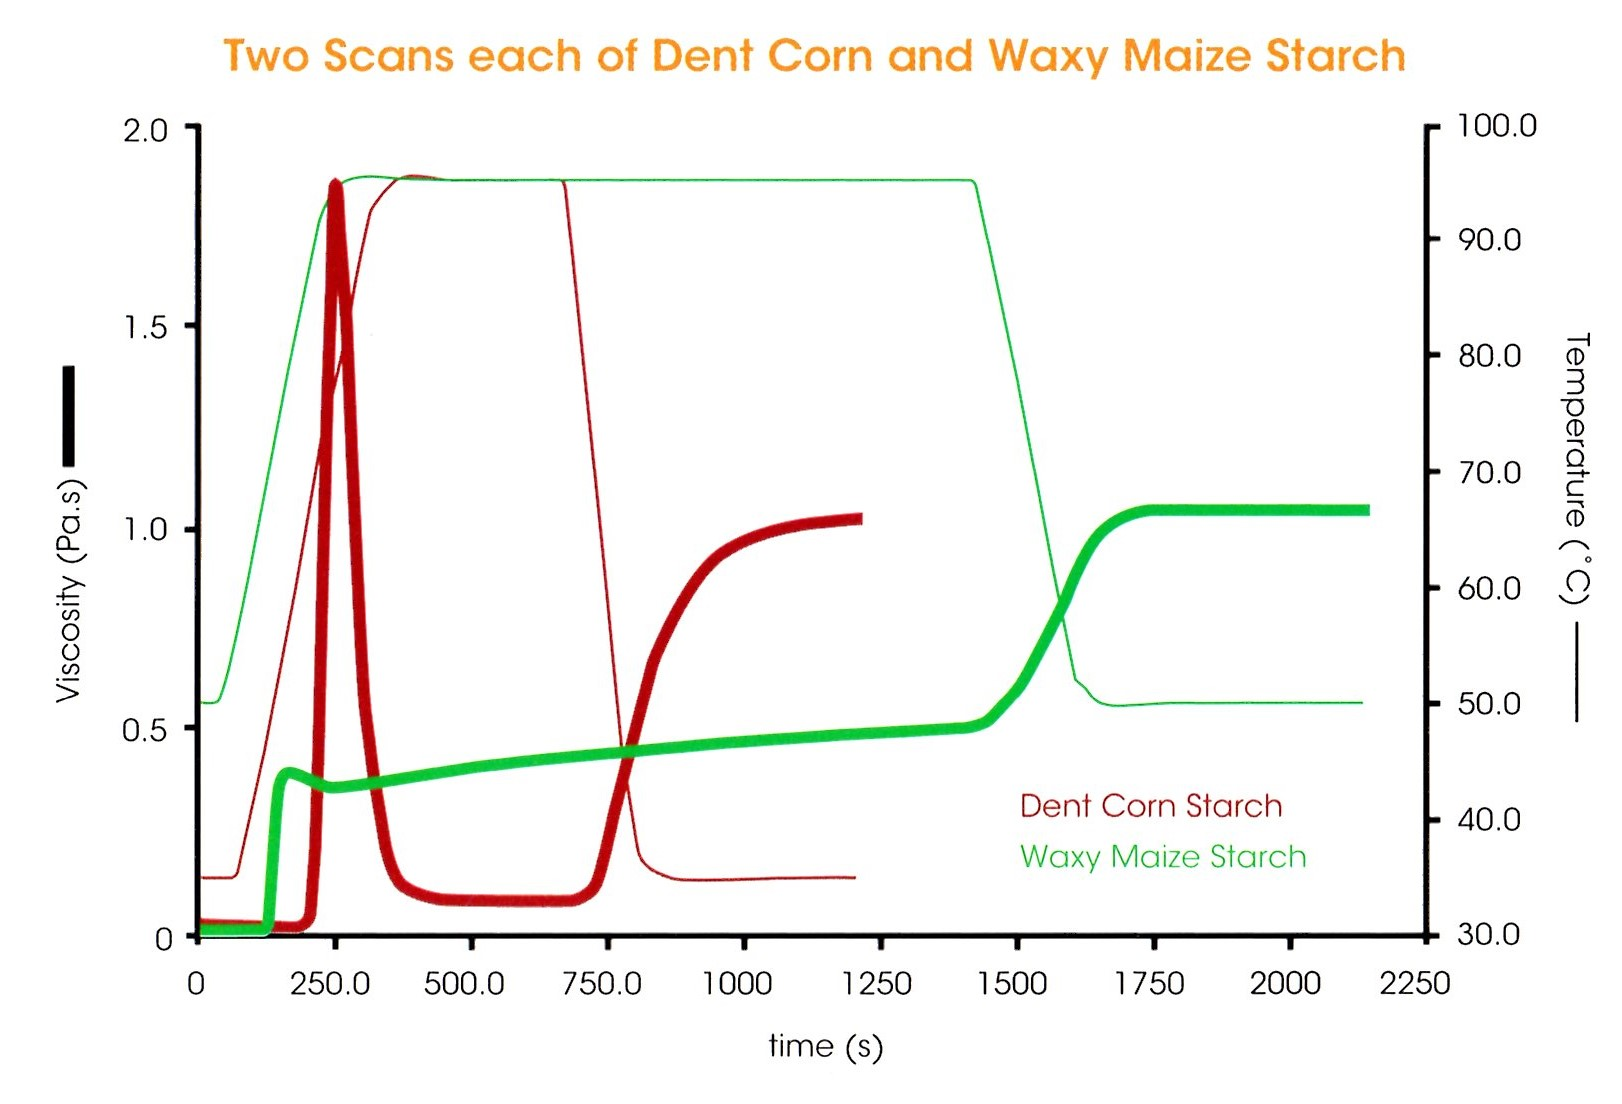 Two Scans each of Dent Corn and Waxy Maize Starch
2.0
1.5
1.0
0.5
0
Viscosity (Pa.s)
100.0
90.0
80.0
70.0
60.0
50.0
40.0
30.0
Temperature (°C)
Dent Corn Starch
Waxy Maize Starch
0 250.0 500.0 750.0 1000 1250 1500 1750 2000 2250
time (s)